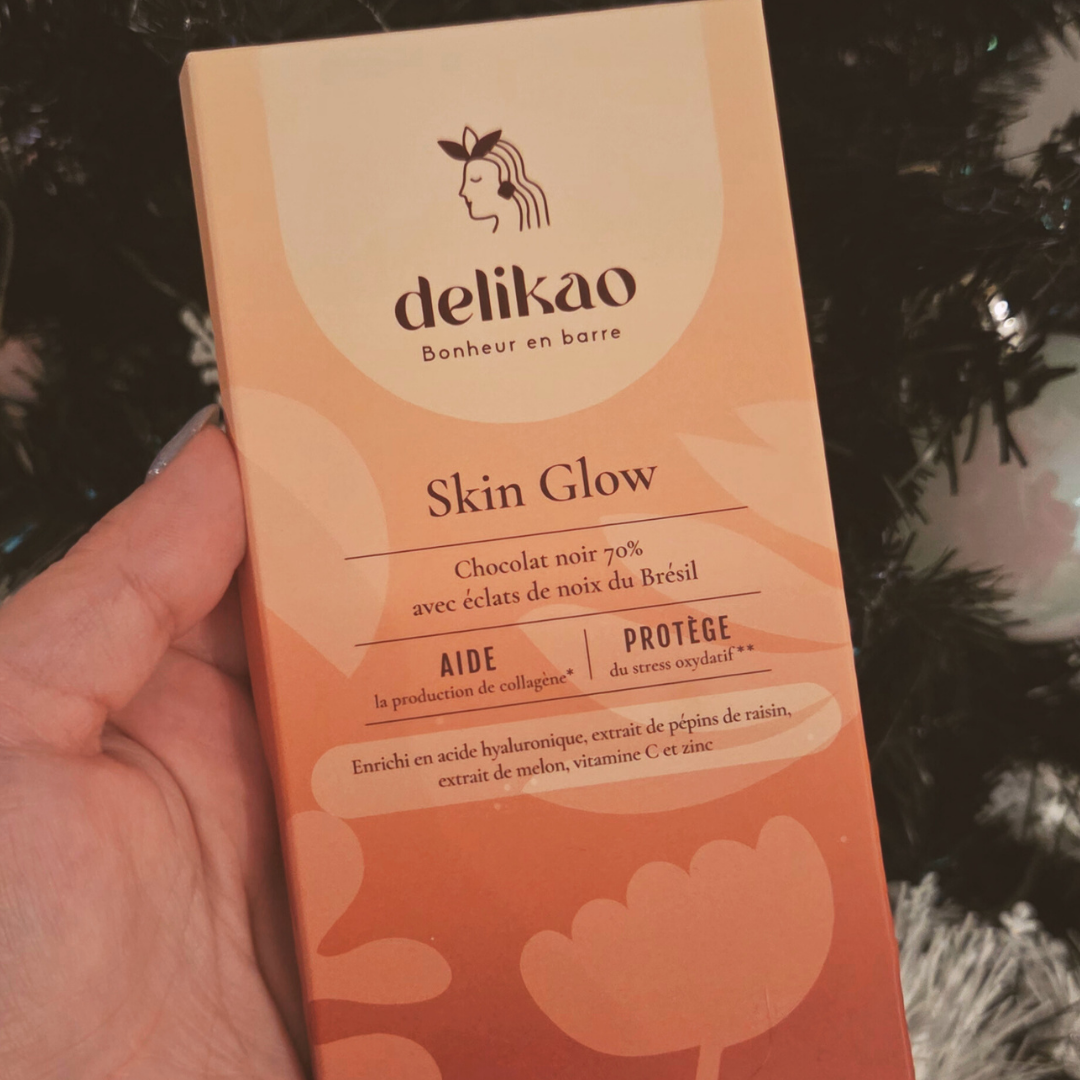 delikao
Bonheur en barre
Skin Glow
Chocolat noir 70%
avec éclats de noix du Brésil
AIDE
la production de collagène*
PROTÈGE
du stress oxydatif**
Enrichi en acide hyaluronique, extrait de pépins de raisin,
extrait de melon, vitamine C et zinc